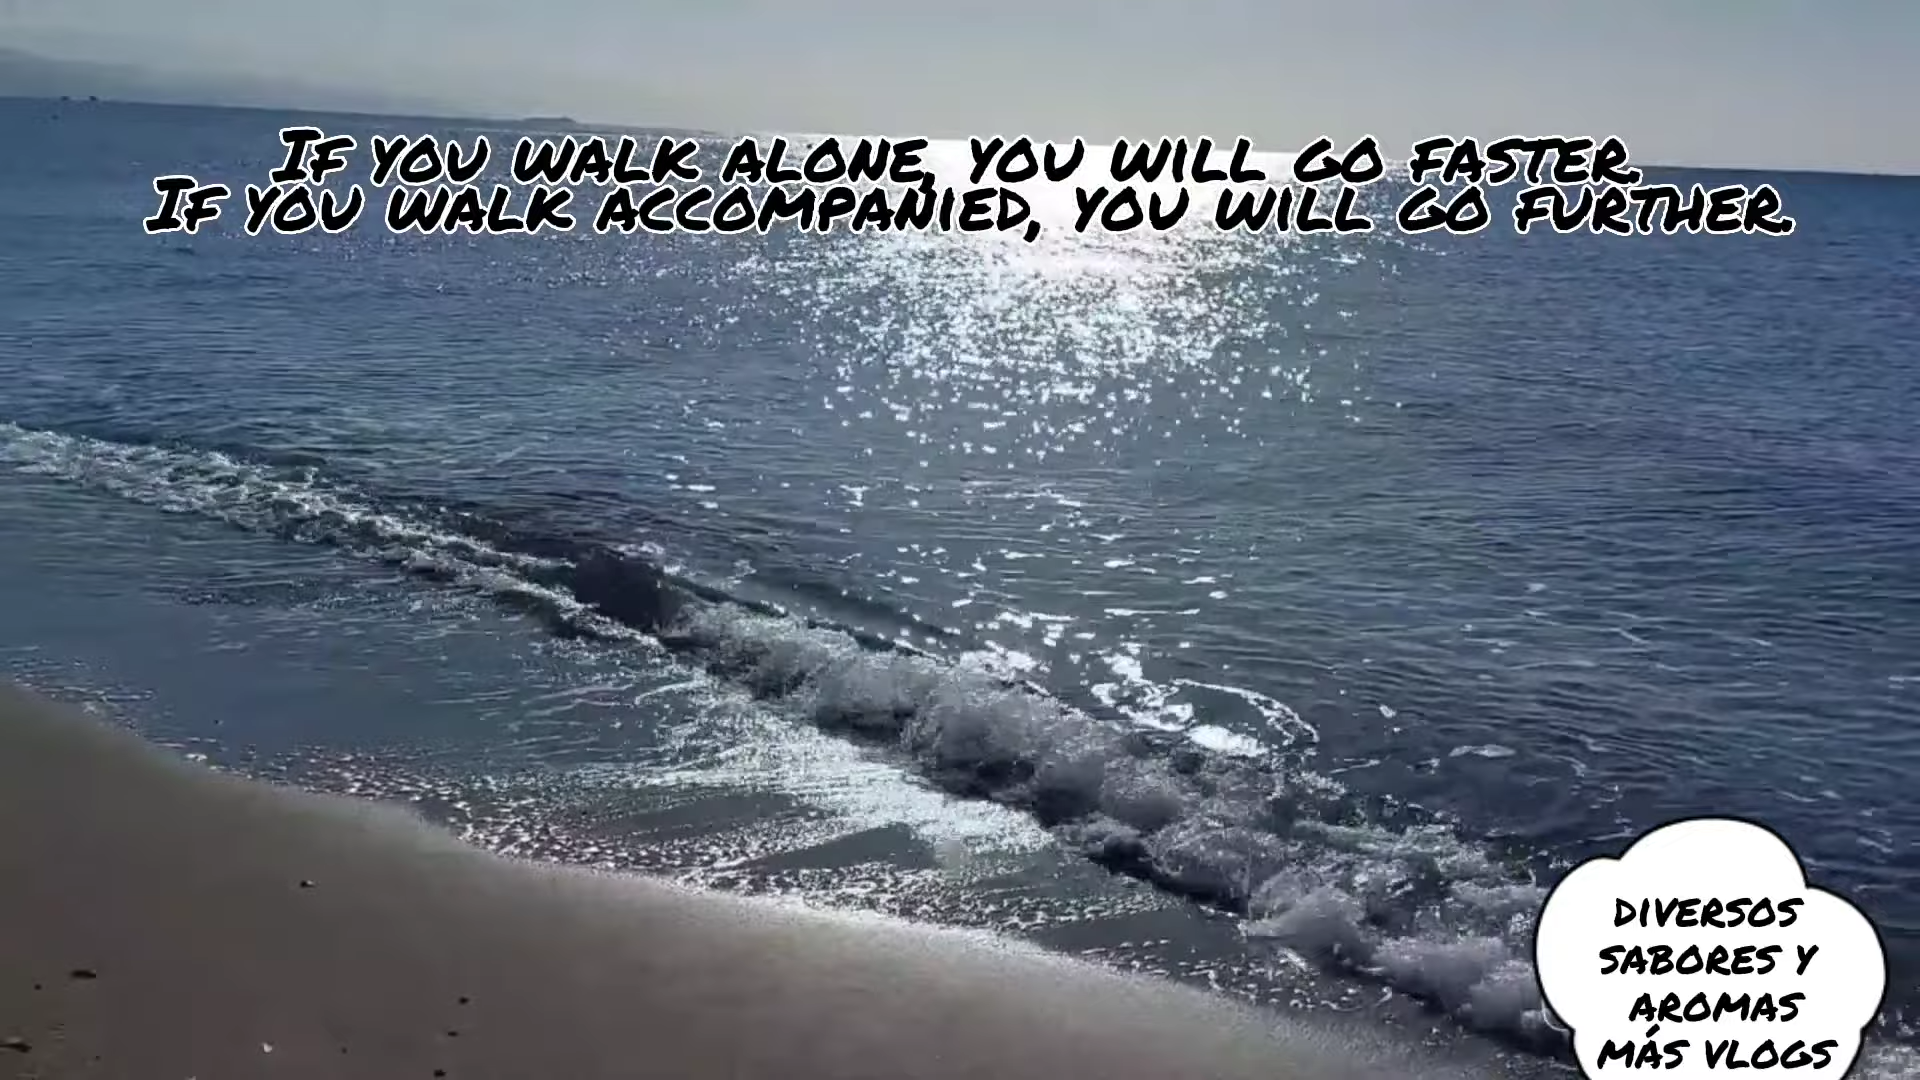 If you walk alone, you will go faster.
If you walk accompanied, you will go further.
DIVERSOS
SABORES Y
AROMAS
MÁS VLOGS